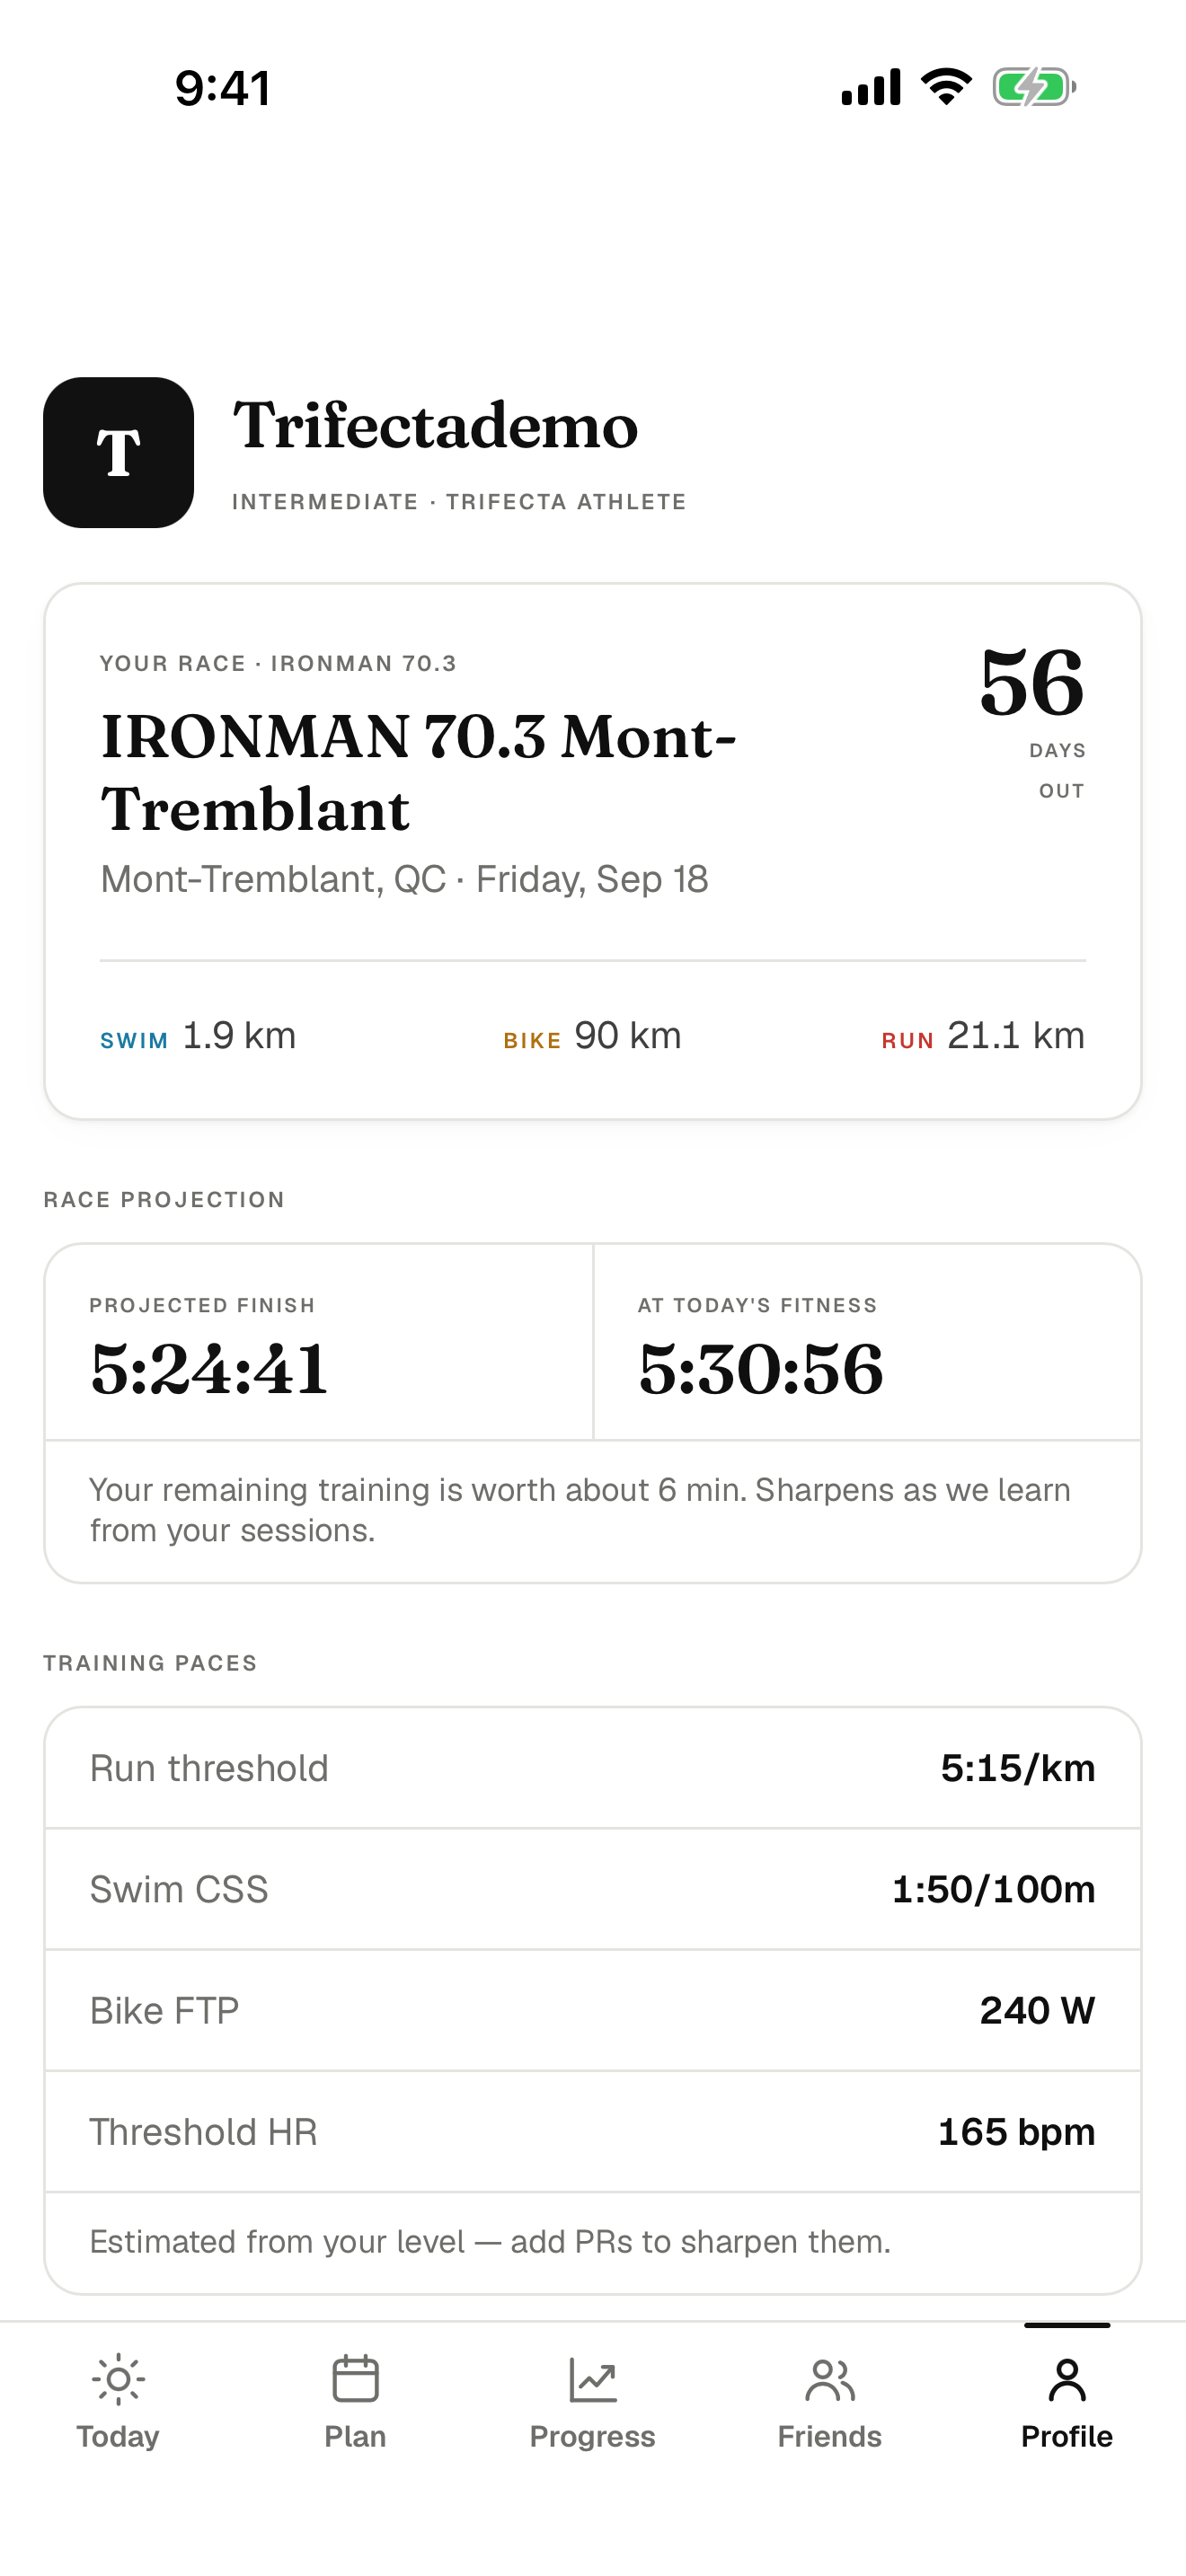 9:41
T
Trifectademo
INTERMEDIATE · TRIFECTA ATHLETE
YOUR RACE · IRONMAN 70.3
56
DAYS
OUT
IRONMAN 70.3 Mont-
Tremblant
Mont-Tremblant, QC · Friday, Sep 18
SWIM 1.9 km BIKE 90 km RUN 21.1 km
RACE PROJECTION
PROJECTED FINISH
5:24:41
AT TODAY'S FITNESS
5:30:56
Your remaining training is worth about 6 min. Sharpens as we learn
from your sessions.
TRAINING PACES
Run threshold 5:15/km
Swim CSS 1:50/100m
Bike FTP 240 W
Threshold HR 165 bpm
Estimated from your level — add PRs to sharpen them.
Today Plan Progress Friends Profile